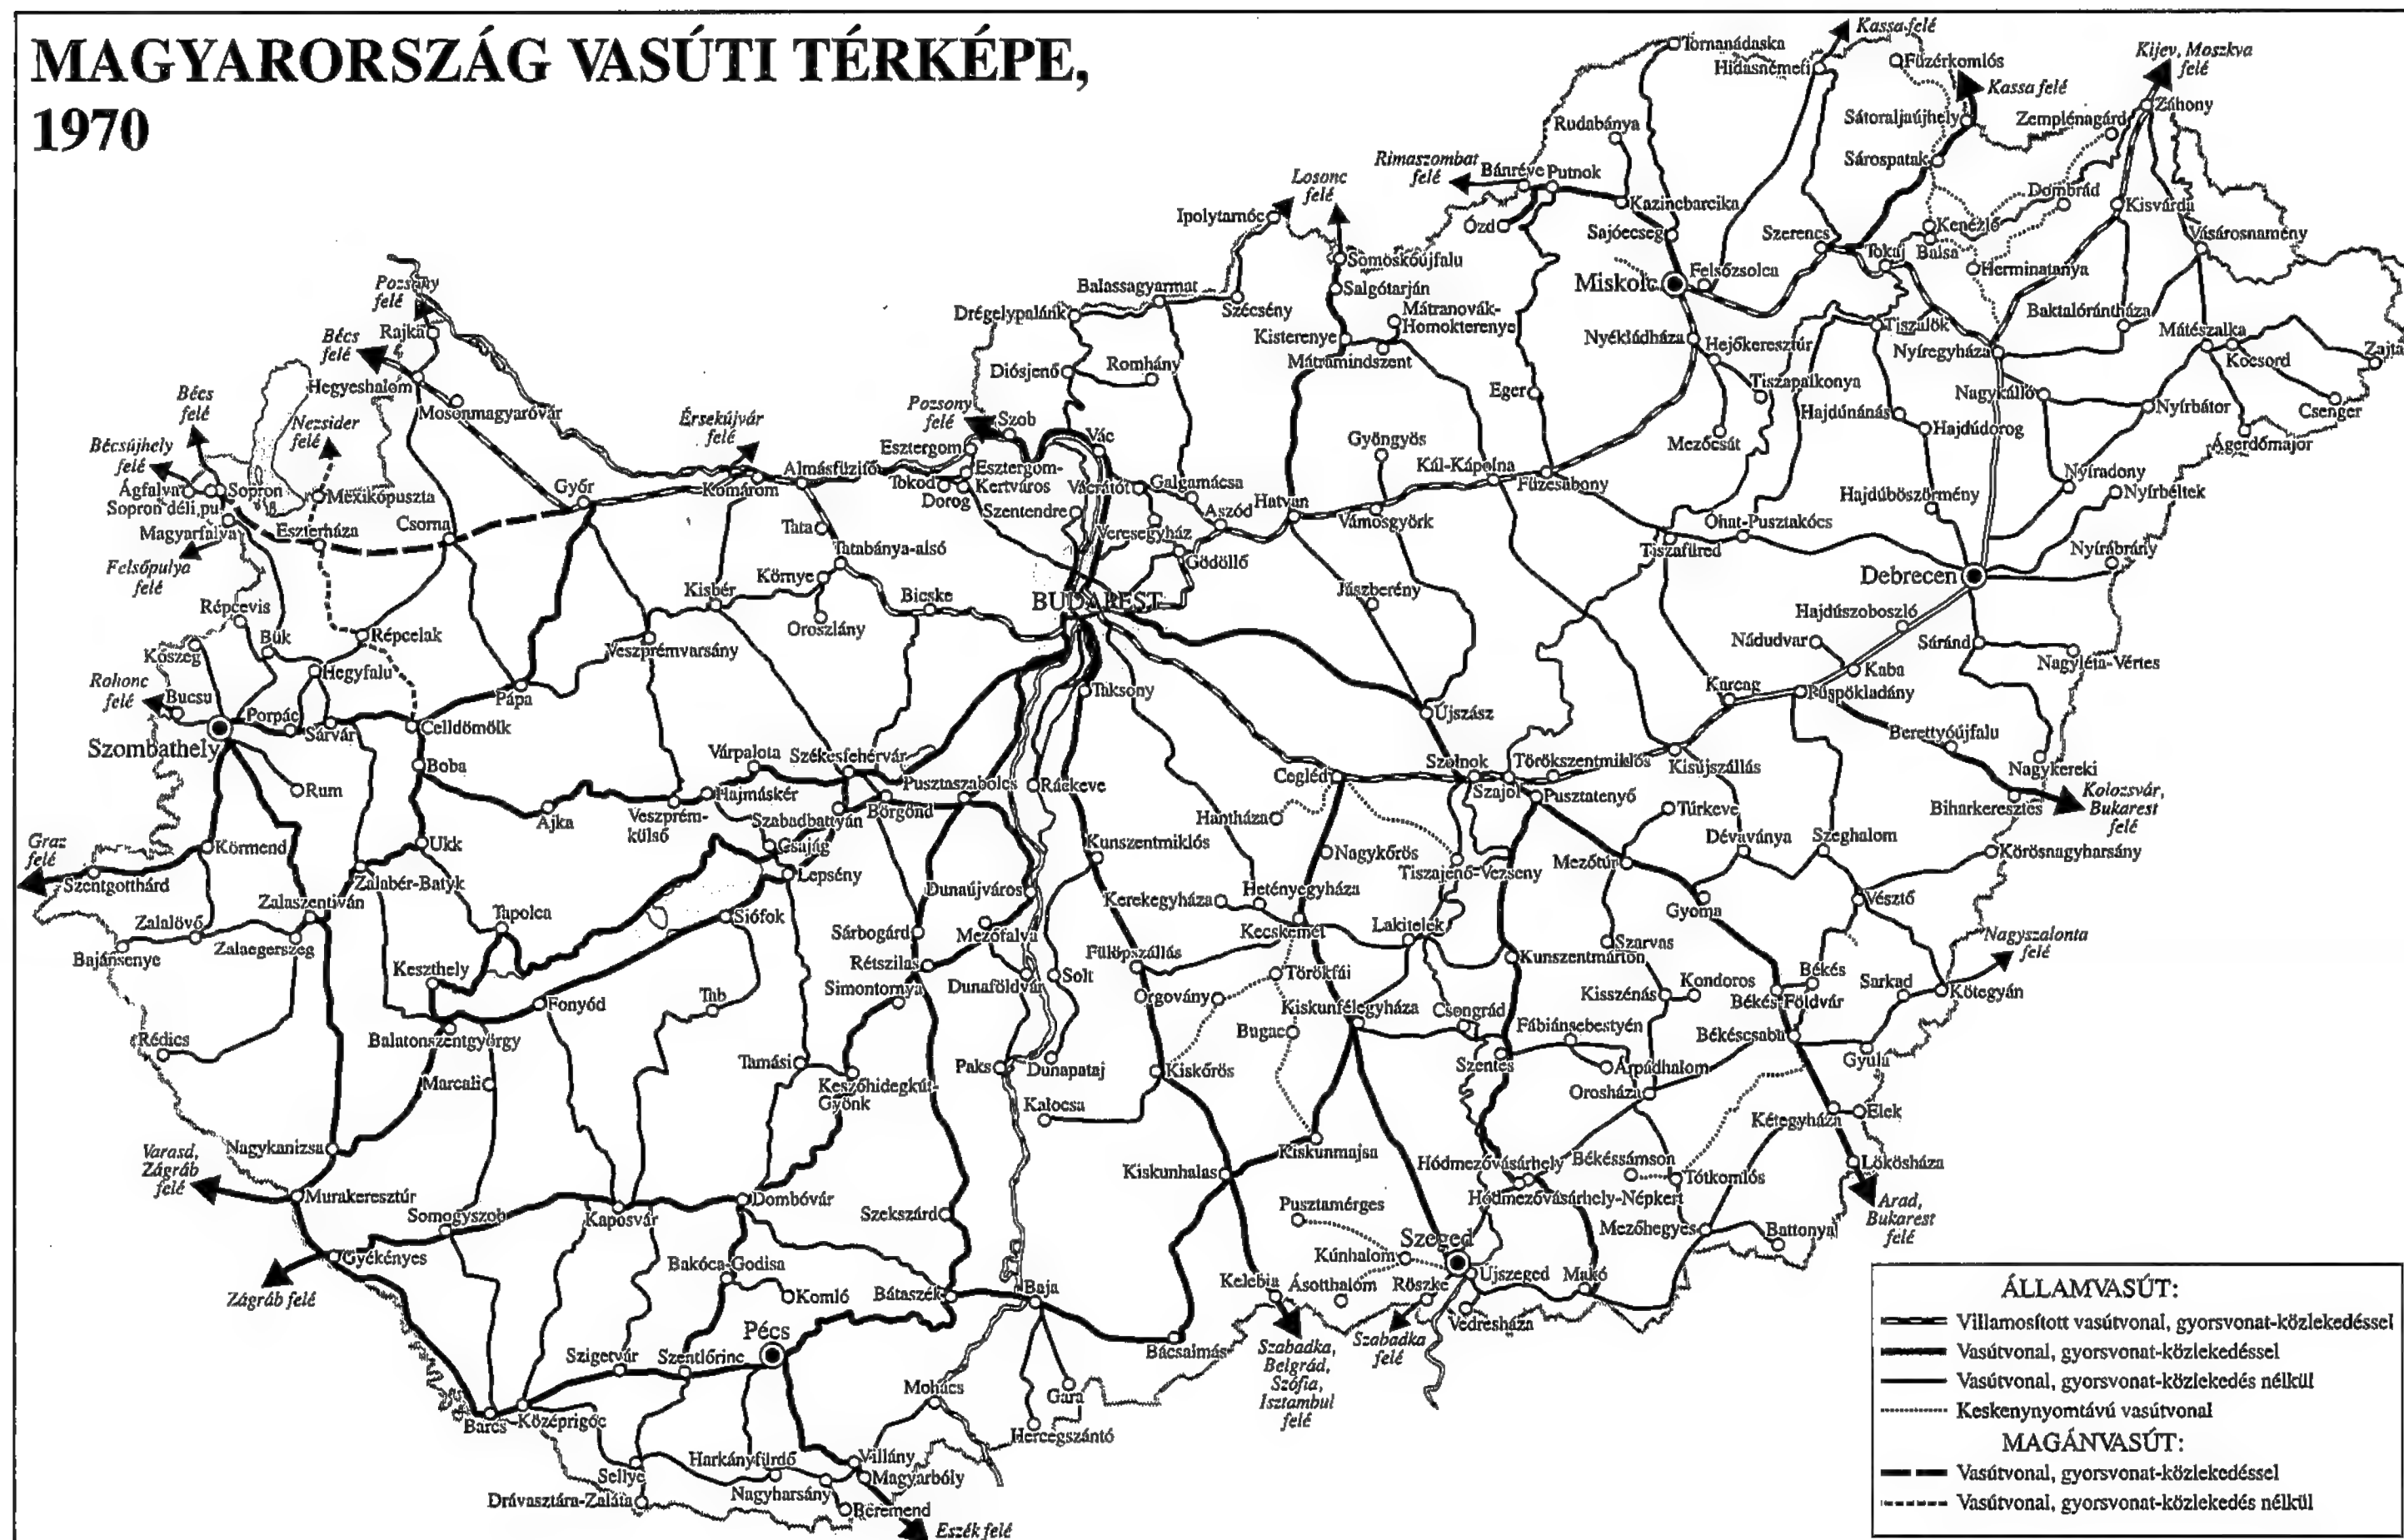 MAGYARORSZÁG VASÚTI TÉRKÉPE,
1970
Kassa felé
Tornanádaska
Hidasnémeti
Füzérkomlós
Kijev, Moszkva
felé
Kassa felé
Záhony
Sátoraljaújhely
Zemplénagárd
Rudabánya
Sárospatak
Rimaszombat
felé
Bánréve
Putnok
Losonc
felé
Dombrád
Kisvárda
Ipolytarnóc
Ózd
Kazincbarcika
Sajóecseg
Szerencs
Kenézlő
Tokaj
Balsa
Vásárosnamény
Somoskőújfalu
Herminatanya
Pozsony
felé
Miskolc
Felsőzsolca
Salgótarján
Balassagyarmat
Szécsény
Drégelypalánk
Mátranovák-
Homokterenye
Baktalórántháza
Rajka
Bécs
felé
Kisterenye
Nyékládháza
Hejőkeresztúr
Tiszalök
Nyíregyháza
Mátészalka
Kocsord
Zajta
Mátramindszent
Diósjenő
Romhány
Hegyeshalom
Mosonmagyaróvár
Eger
Tiszapalkonya
Nagykálló
Nyírbátor
Csenger
Hajdúnánás
Hajdúdorog
Mezőcsát
Ágerdőmajor
Bécs
felé
Nezsider
felé
Bécsújhely
felé
Érsekújvár
felé
Pozsony
felé
Szob
Vác
Esztergom
Gyöngyös
Kál-Kápolna
Füzesabony
Almásfüzitő
Esztergom-
Kertváros
Tokod
Dorog
Ágfalva
Sopron
Sopron déli pu.
Mexikópuszta
Győr
Komárom
Vácrátót
Galgamácsa
Hatvan
Nyíradony
Nyírbéltek
Hajdúböszörmény
Magyarfalva
Eszterháza
Csorna
Szentendre
Veresegyház
Aszód
Vámosgyörk
Tata
Ohat-Pusztakócs
Tiszafüred
Tatabánya-alsó
Gödöllő
Nyírábrány
Felsőpulya
felé
Környe
Debrecen
Kisbér
Bicske
BUDAPEST
Jászberény
Oroszlány
Hajdúszoboszló
Répcevis
Bük
Répcelak
Veszprémvarsány
Nádudvar
Sáránd
Kőszeg
Hegyfalu
Kaba
Nagyléta-Vértes
Rohonc
felé
Bucsu
Pápa
Taksony
Újszász
Karcag
Püspökladány
Porpác
Sárvár
Celldömölk
Szombathely
Berettyóújfalu
Várpalota
Székesfehérvár
Boba
Cegléd
Szolnok
Törökszentmiklós
Kisújszállás
Nagykereki
Rum
Hajmáskér
Pusztaszabolcs
Ráckeve
Szajol
Pusztatenyő
Kolozsvár,
Bukarest
felé
Biharkeresztes
Ajka
Veszprém-
külső
Szabadbattyán
Börgönd
Hantháza
Túrkeve
Dévaványa
Szeghalom
Graz
felé
Körmend
Ukk
Csajág
Kunszentmiklós
Nagykőrös
Mezőtúr
Körösnagyharsány
Szentgotthárd
Zalabér-Batyk
Lepsény
Tiszajenő-Vezseny
Zalaszentiván
Dunaújváros
Kerekegyháza
Hetényegyháza
Gyoma
Vésztő
Zalalövő
Zalaegerszeg
Tapolca
Siófok
Sárbogárd
Mezőfalva
Kecskemét
Lakitelek
Bajánsenye
Keszthely
Rétszilas
Fülöpszállás
Szarvas
Kunszentmárton
Nagyszalonta
felé
Simontornya
Dunaföldvár
Solt
Törökfái
Kisszénás
Kondoros
Békés
Sarkad
Kötegyán
Fonyód
Tab
Orgovány
Kiskunfélegyháza
Csongrád
Békés-Földvár
Rédics
Balatonszentgyörgy
Bugac
Fábiánsebestyén
Békéscsaba
Gyula
Marcali
Tamási
Keszőhidegkút-
Gyönk
Paks
Dunapataj
Kiskőrös
Szentes
Árpádhalom
Orosháza
Kalocsa
Kétegyháza
Elek
Varasd,
Zágráb
felé
Nagykanizsa
Kiskunmajsa
Kiskunhalas
Hódmezővásárhely
Békéssámson
Tótkomlós
Lőkösháza
Murakeresztúr
Dombóvár
Somogyszob
Kaposvár
Szekszárd
Hódmezővásárhely-Népkert
Arad,
Bukarest
felé
Pusztamérges
Mezőhegyes
Battonya
Gyékényes
Szeged
Kúnhalom
Bakóca-Godisa
Zágráb felé
Komló
Bátaszék
Baja
Kelebia
Ásotthalom
Röszke
Újszeged
Makó
Vedresháza
Pécs
Szigetvár
Szentlőrinc
Bácsalmás
Szabadka,
Belgrád,
Szófia,
Isztambul
felé
Szabadka
felé
Mohács
Gara
Barcs
Középrigóc
Hercegszántó
Harkányfürdő
Villány
Sellye
Magyarbóly
Nagyharsány
Drávasztára-Zaláta
Beremend
Eszék felé
ÁLLAMVASÚT:
Villamosított vasútvonal, gyorsvonat-közlekedéssel
Vasútvonal, gyorsvonat-közlekedéssel
Vasútvonal, gyorsvonat-közlekedés nélkül
Keskenynyomtávú vasútvonal
MAGÁNVASÚT:
Vasútvonal, gyorsvonat-közlekedéssel
Vasútvonal, gyorsvonat-közlekedés nélkül